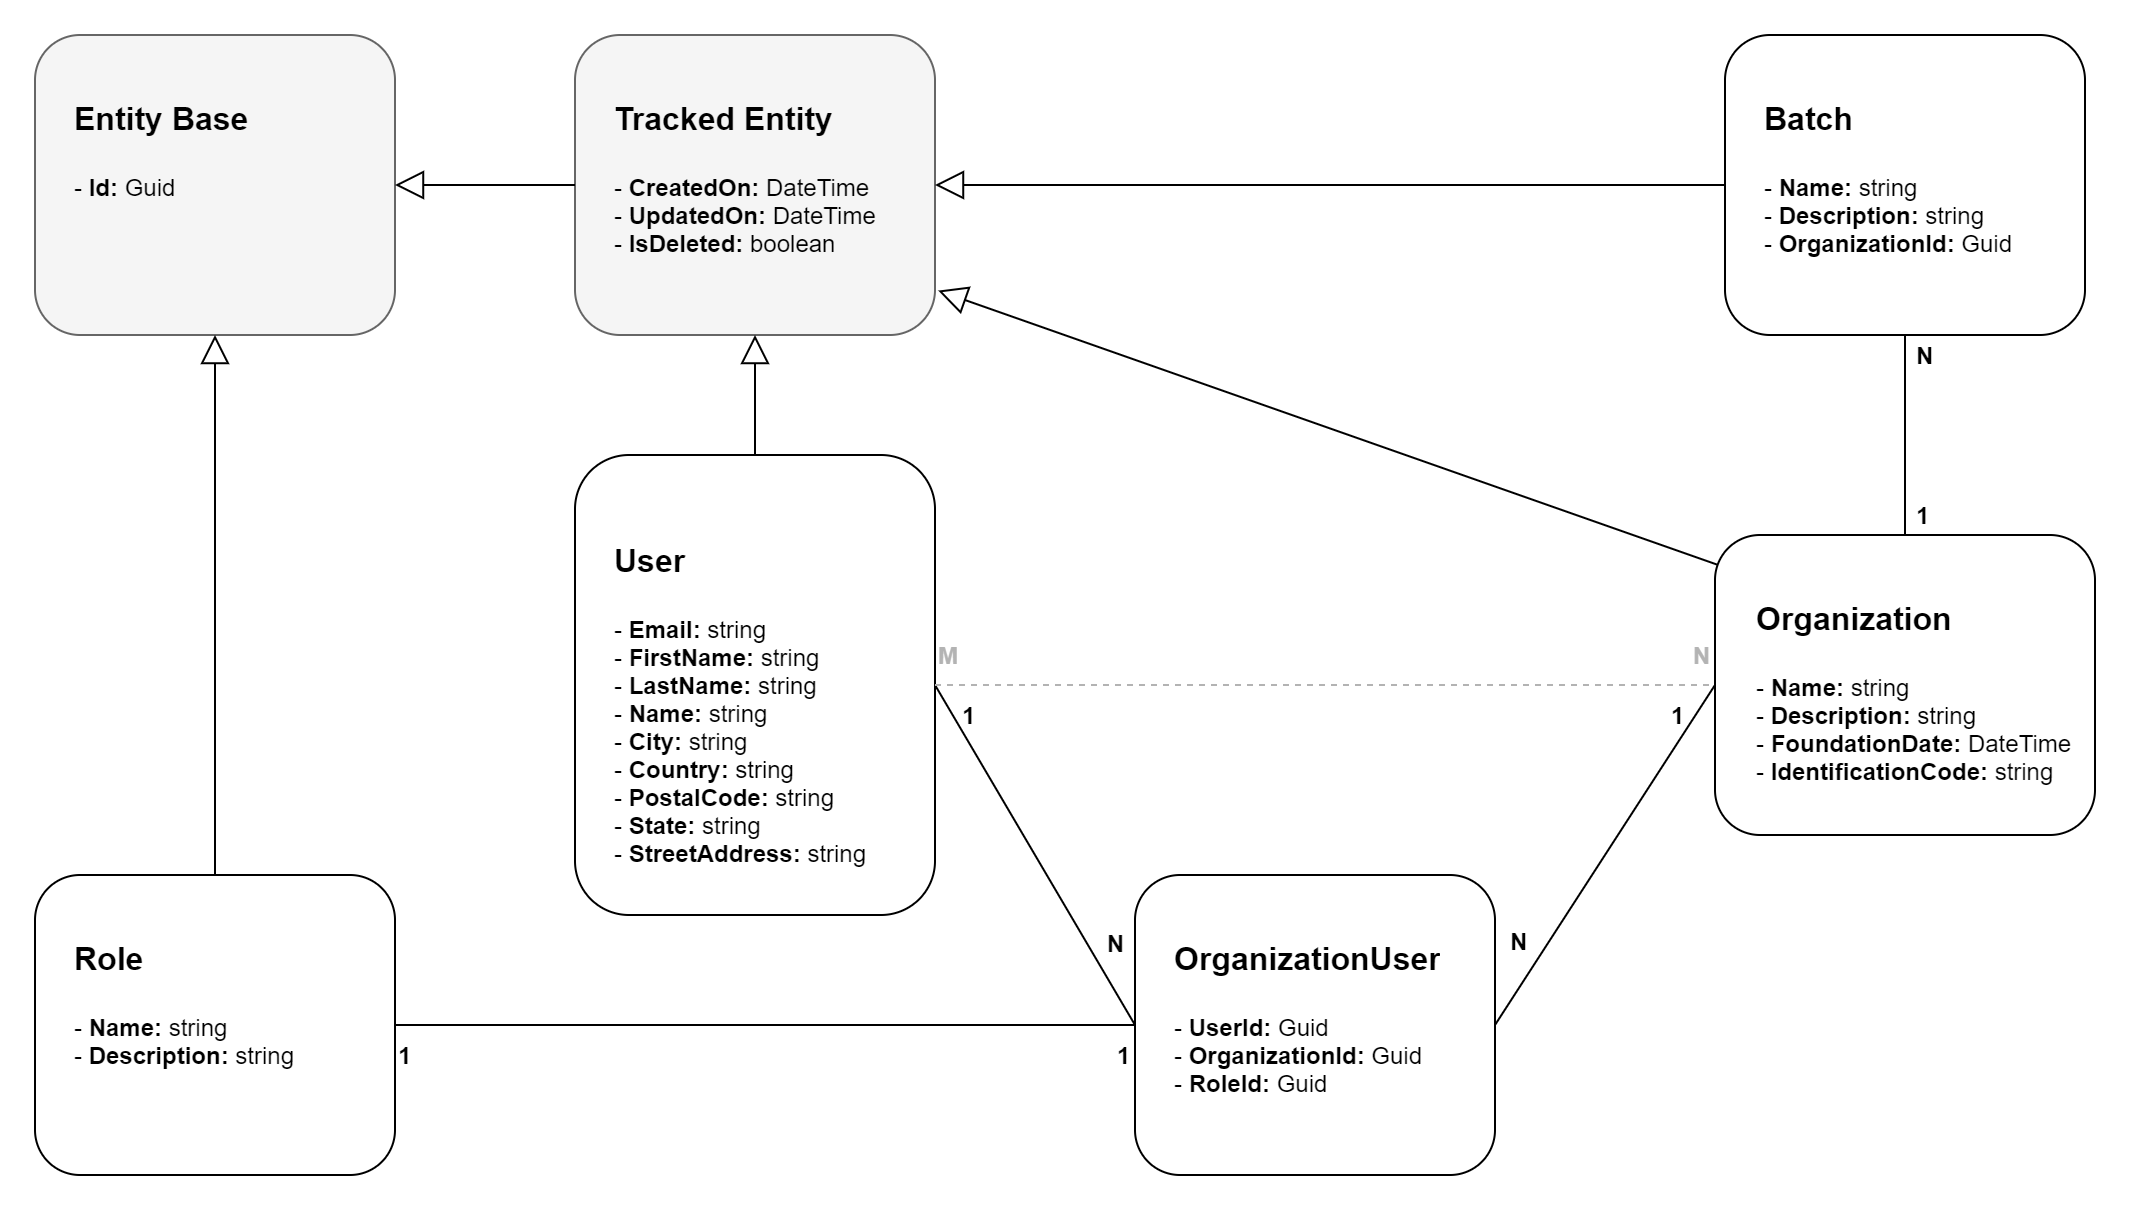 Entity Base
- Id: Guid
Tracked Entity
- CreatedOn: DateTime
- UpdatedOn: DateTime
- IsDeleted: boolean
Batch
- Name: string
- Description: string
- OrganizationId: Guid
N
1
User
- Email: string
- FirstName: string
- LastName: string
- Name: string
- City: string
- Country: string
- PostalCode: string
- State: string
- StreetAddress: string
M
N
1
1
Organization
- Name: string
- Description: string
- FoundationDate: DateTime
- IdentificationCode: string
Role
- Name: string
- Description: string
1
1
N
N
OrganizationUser
- UserId: Guid
- OrganizationId: Guid
- RoleId: Guid